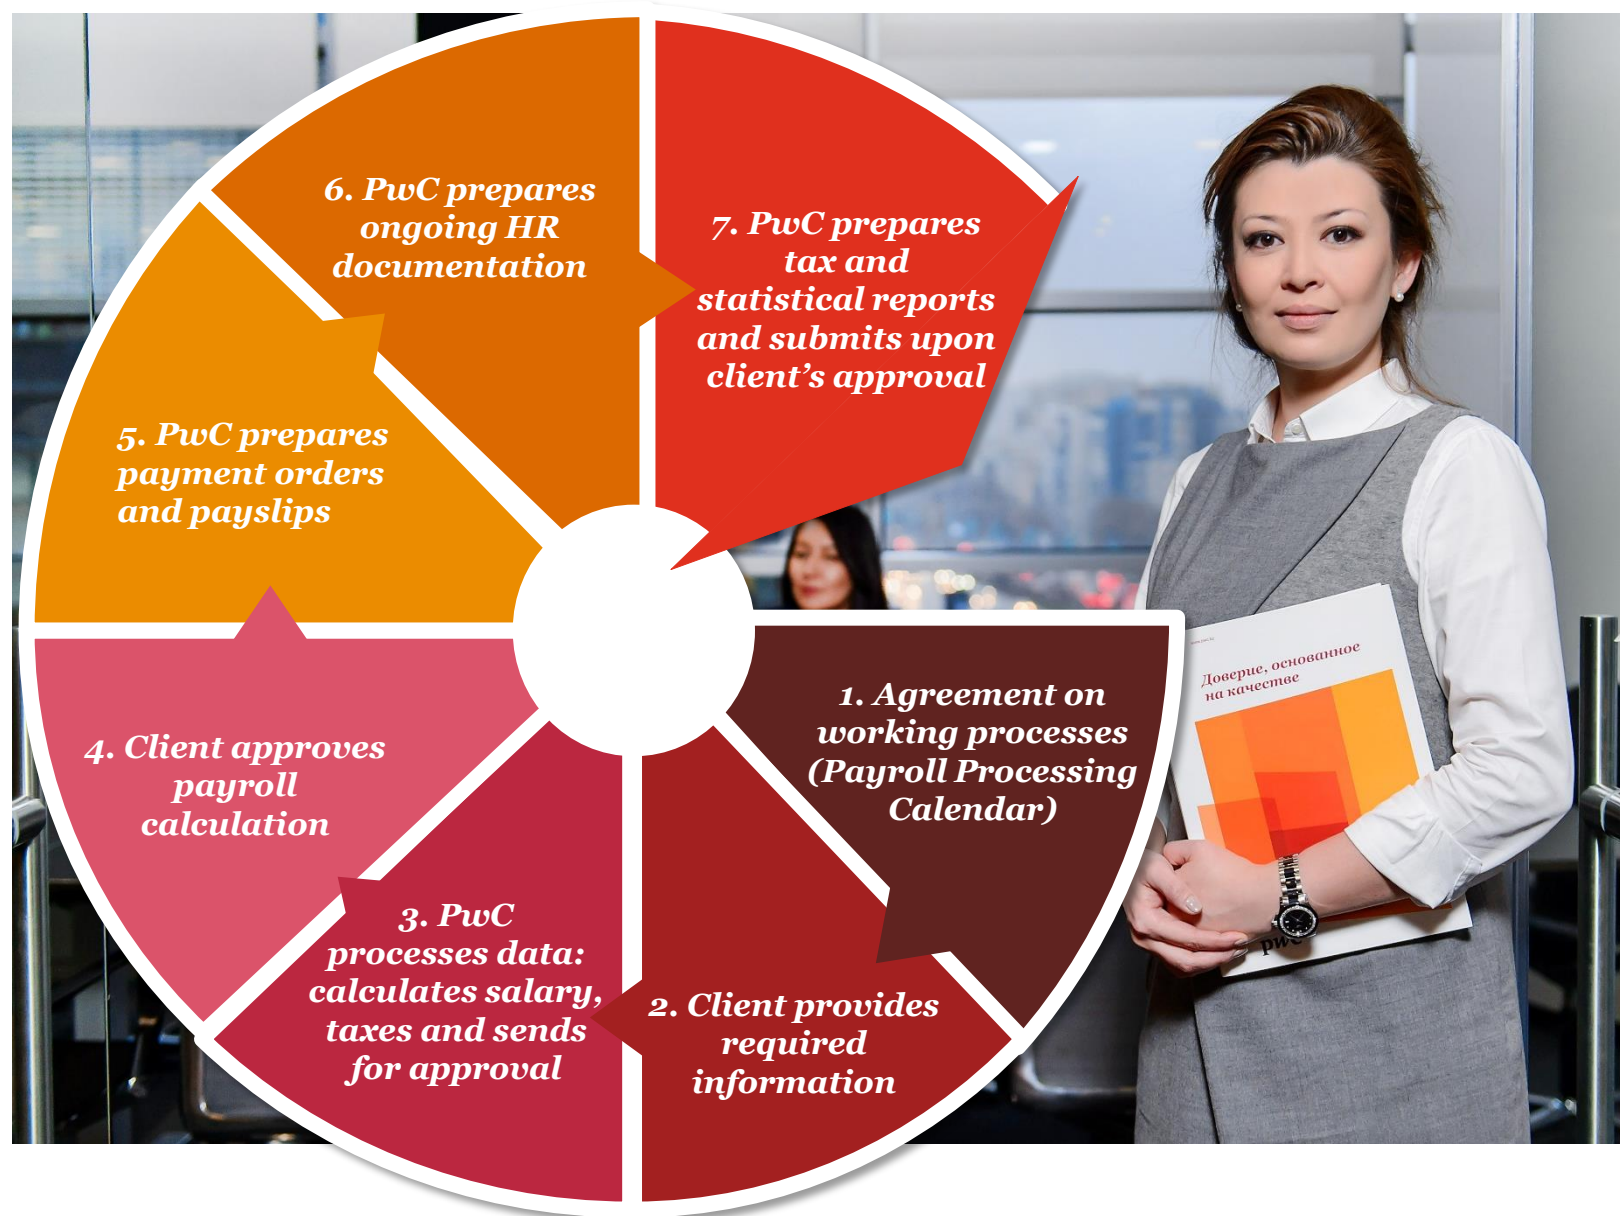 6. PwC prepares
ongoing HR
documentation
7. PwC prepares
tax and
statistical reports
and submits upon
client’s approval
5. PwC prepares
payment orders
and payslips
4. Client approves
payroll
calculation
3. PwC
processes data:
calculates salary,
taxes and sends
for approval
2. Client provides
required
information
1. Agreement on
working processes
(Payroll Processing
Calendar)
Доверие, основанное
на качестве
pwc